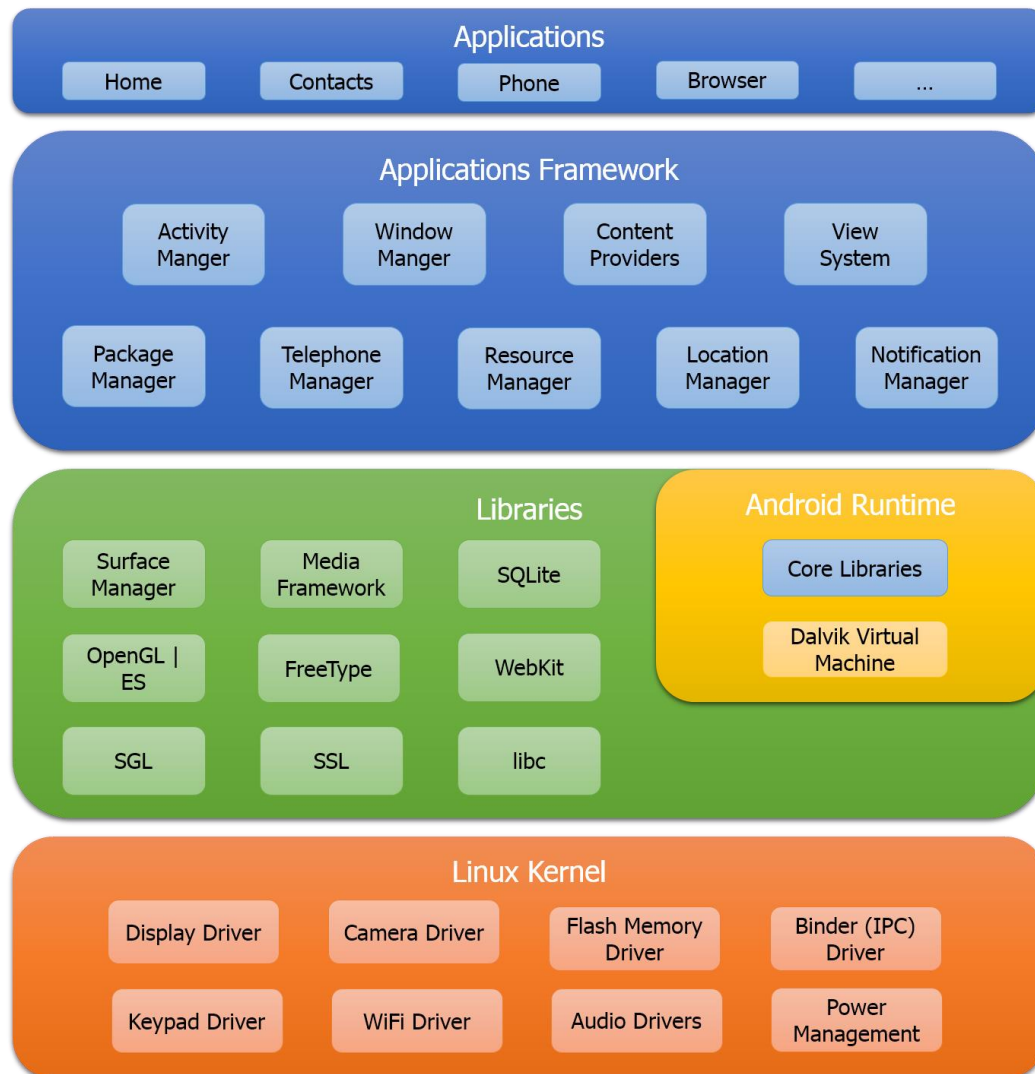 Applications
Home
Contacts
Phone
Browser
...
Applications Framework
Activity
Manger
Window
Manger
Content
Providers
View
System
Package
Manager
Telephone
Manager
Resource
Manager
Location
Manager
Notification
Manager
Libraries
Surface
Manager
Media
Framework
SQLite
OpenGL |
ES
FreeType
WebKit
SGL
SSL
libc
Android Runtime
Core Libraries
Dalvik Virtual
Machine
Linux Kernel
Display Driver
Camera Driver
Flash Memory
Driver
Binder (IPC)
Driver
Keypad Driver
WiFi Driver
Audio Drivers
Power
Management